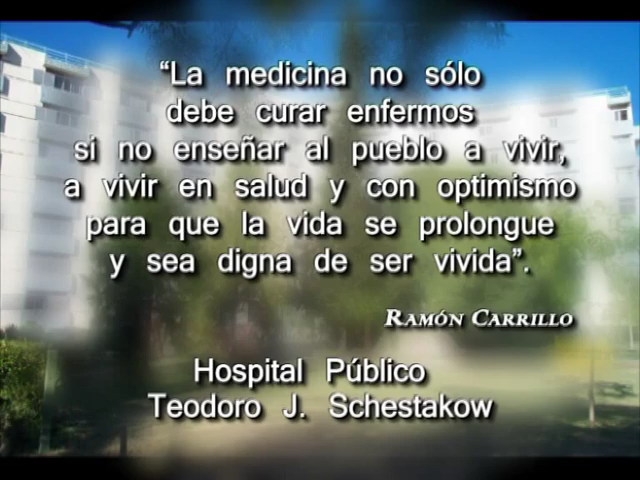 “La medicina no sólo
debe curar enfermos
si no enseñar al pueblo a vivir,
a vivir en salud y con optimismo
para que la vida se prolongue
y sea digna de ser vivida”.
RAMÓN CARRILLO
Hospital Público
Teodoro J. Schestakow